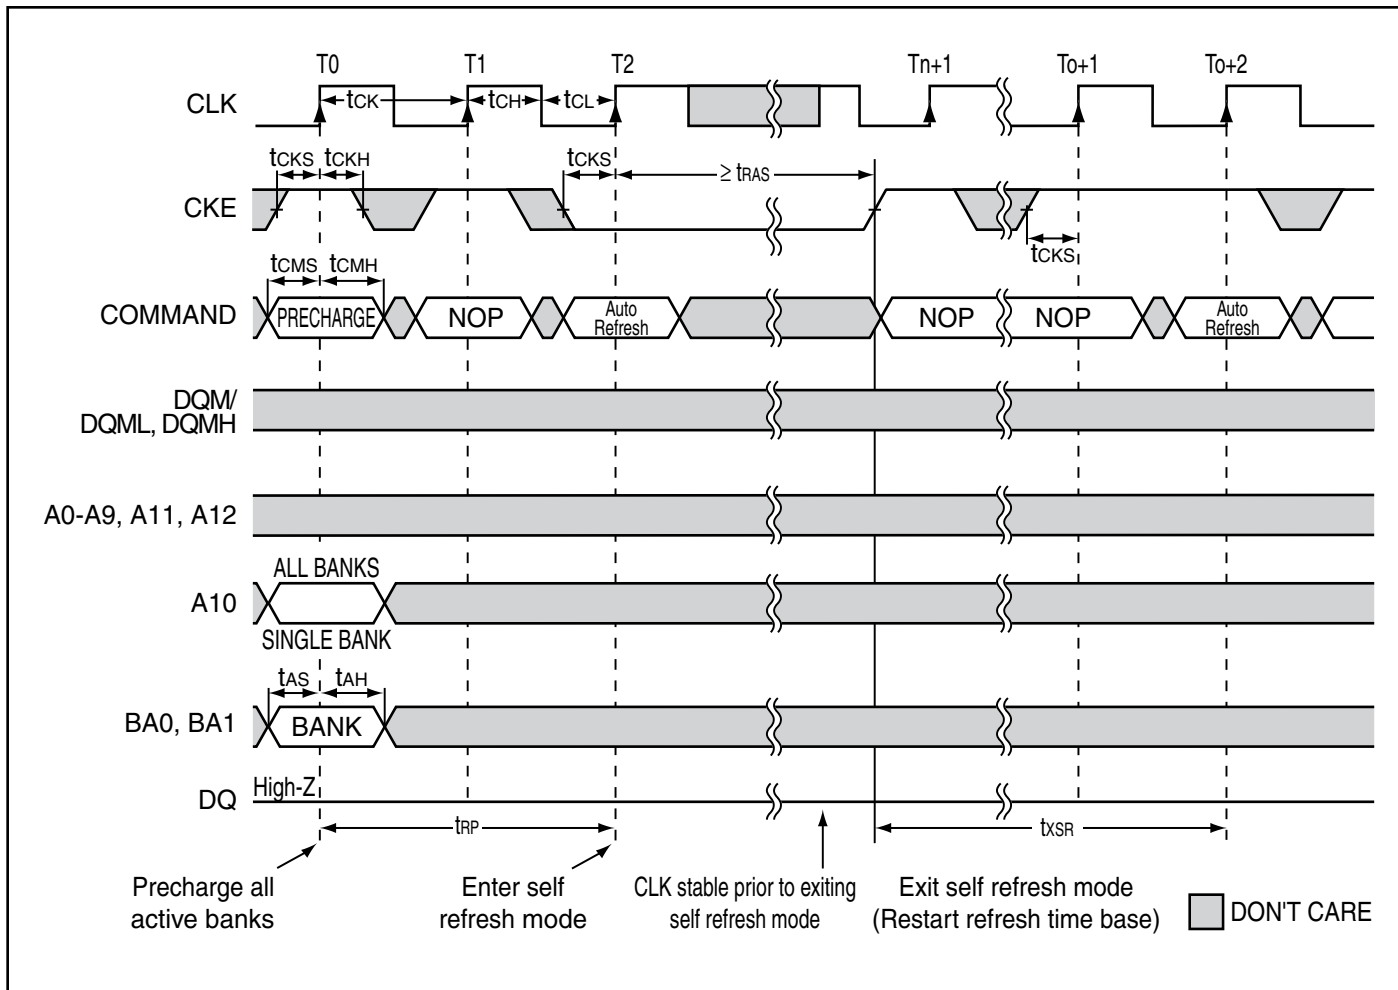 T0 T1 T2 Tn+1 To+1 To+2
CLK tCK tCH tCL
tCKS tCKH tCKS ≥ tRAS
CKE
tCKS
tCMS tCMH
COMMAND PRECHARGE NOP Auto Refresh NOP NOP Auto Refresh
DQM/
DQML, DQMH
A0-A9, A11, A12
ALL BANKS
A10
SINGLE BANK
tAS tAH
BA0, BA1 BANK
DQ High-Z
tRP tXSR
Precharge all
active banks
Enter self
refresh mode
CLK stable prior to exiting
self refresh mode
Exit self refresh mode
(Restart refresh time base)
DON'T CARE